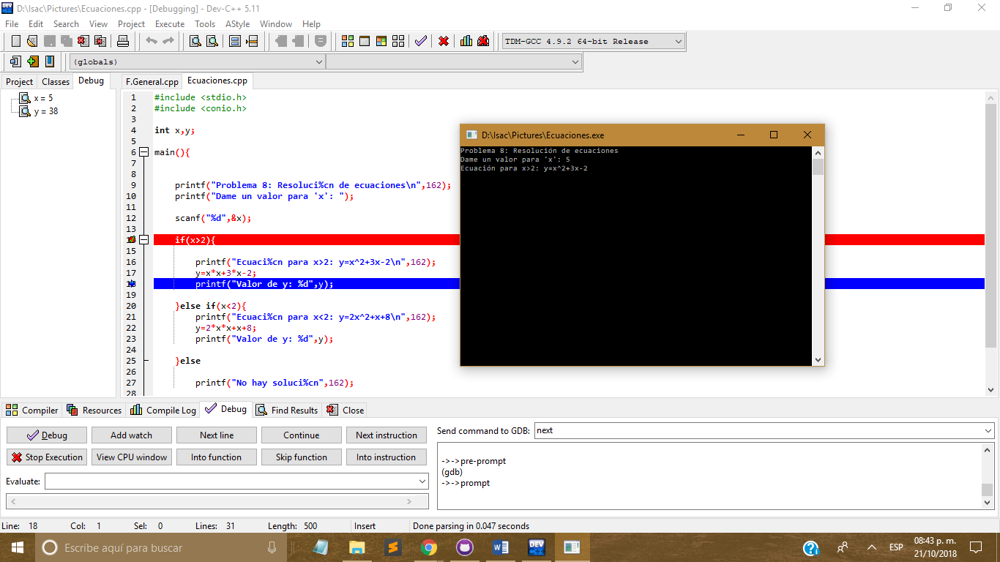 D:\Isac\Pictures\Ecuaciones.cpp - [Debugging] - Dev-C++ 5.11
File Edit Search View Project Execute Tools AStyle Window Help
TDM-GCC 4.9.2 64-bit Release
(globals)
Project Classes Debug
F.General.cpp Ecuaciones.cpp
x = 5
y = 38
1 #include <stdio.h>
2 #include <conio.h>
3
4 int x,y;
5
6 main(){
7
8
9 printf("Problema 8: Resoluci%cn de ecuaciones\n",162);
10 printf("Dame un valor para 'x': ");
11
12 scanf("%d",&x);
13
if(x>2){
15
16 printf("Ecuaci%cn para x>2: y=x^2+3x-2\n",162);
17 y=x*x+3*x-2;
printf("Valor de y: %d",y);
19
20 }else if(x<2){
21 printf("Ecuaci%cn para x<2: y=2x^2+x+8\n",162);
22 y=2*x*x+x+8;
23 printf("Valor de y: %d",y);
24
25 }else
26
27 printf("No hay soluci%cn",162);
28
D:\Isac\Pictures\Ecuaciones.exe
Problema 8: Resolución de ecuaciones
Dame un valor para 'x': 5
Ecuación para x>2: y=x^2+3x-2
Compiler Resources Compile Log Debug Find Results Close
Debug Add watch Next line Continue Next instruction
Stop Execution View CPU window Into function Skip function Into instruction
Evaluate:
Send command to GDB: next
->->pre-prompt
(gdb)
->->prompt
Line: 18 Col: 1 Sel: 0 Lines: 31 Length: 500 Insert Done parsing in 0.047 seconds
Escribe aquí para buscar
DEV
ESP
08:43 p. m.
21/10/2018